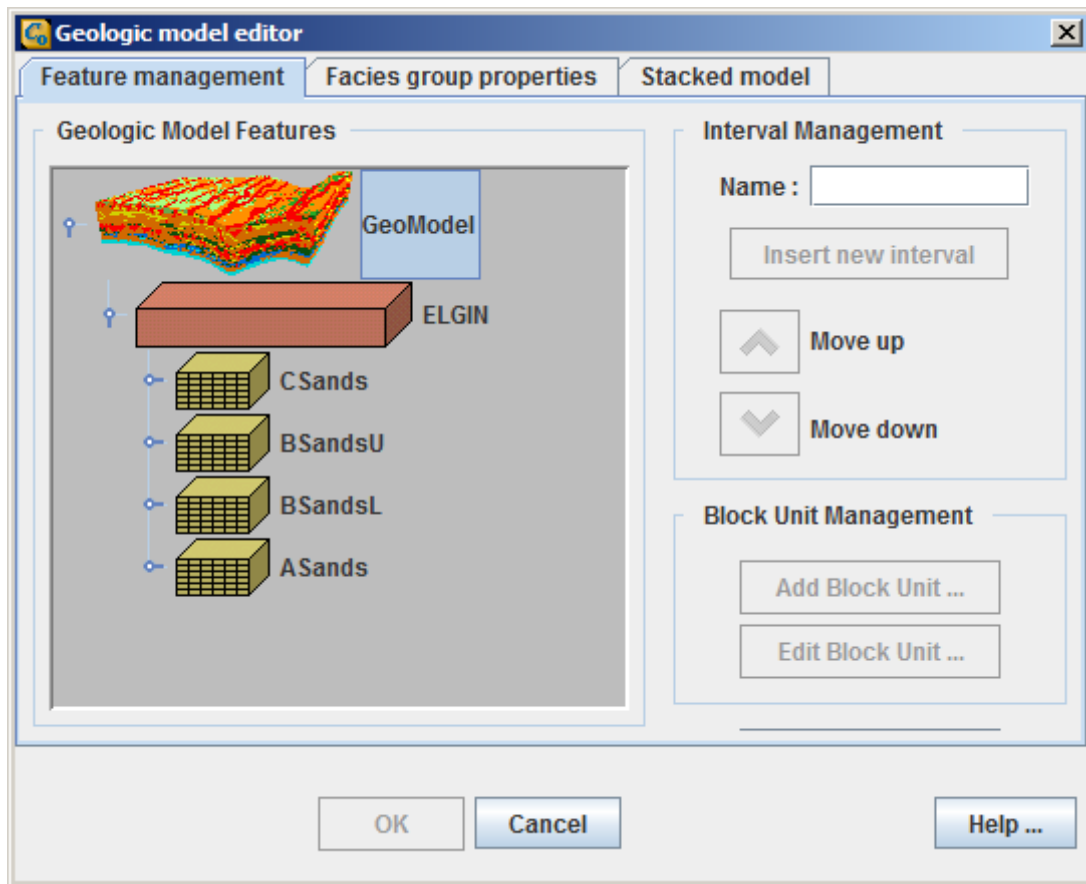 Geologic model editor
Feature management
Facies group properties
Stacked model
Geologic Model Features
GeoModel
ELGIN
CSands
BSandsU
BSandsL
ASands
Interval Management
Name :
Insert new interval
Move up
Move down
Block Unit Management
Add Block Unit ...
Edit Block Unit ...
OK
Cancel
Help ...